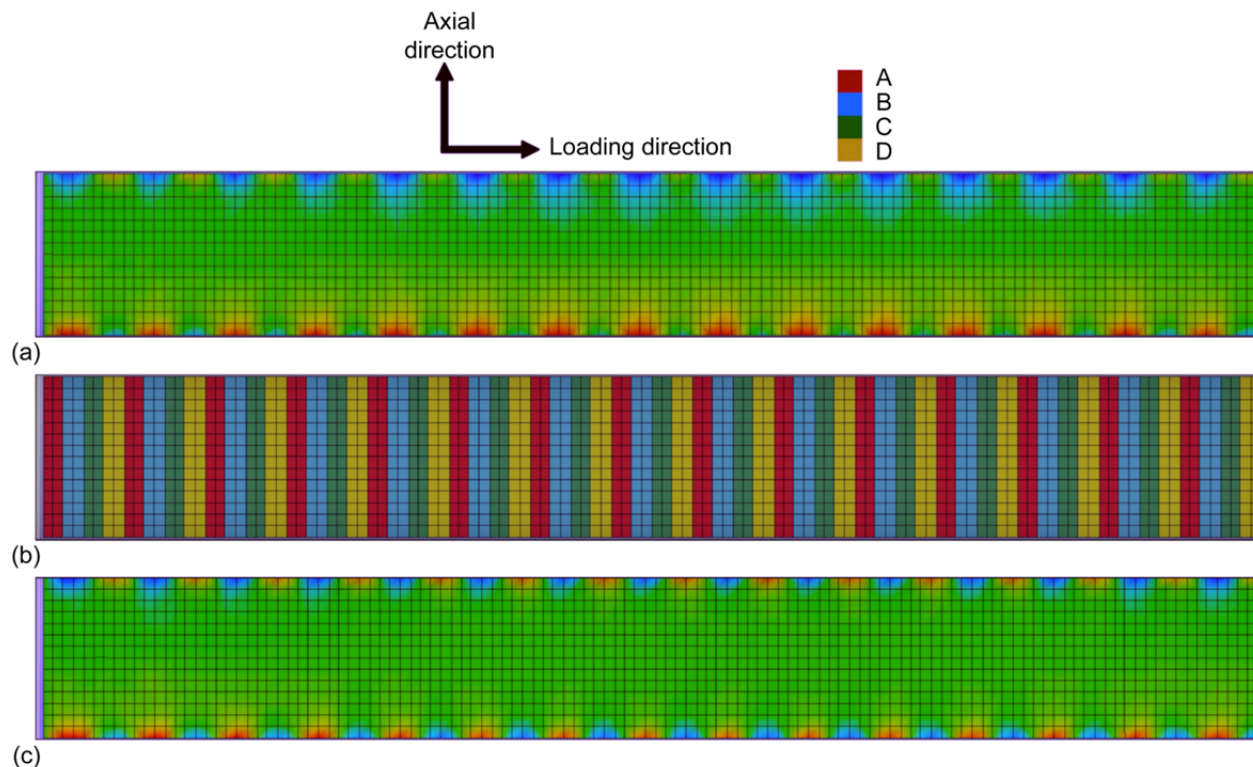 Axial
direction
Loading direction
A
B
C
D
(a)
(b)
(c)